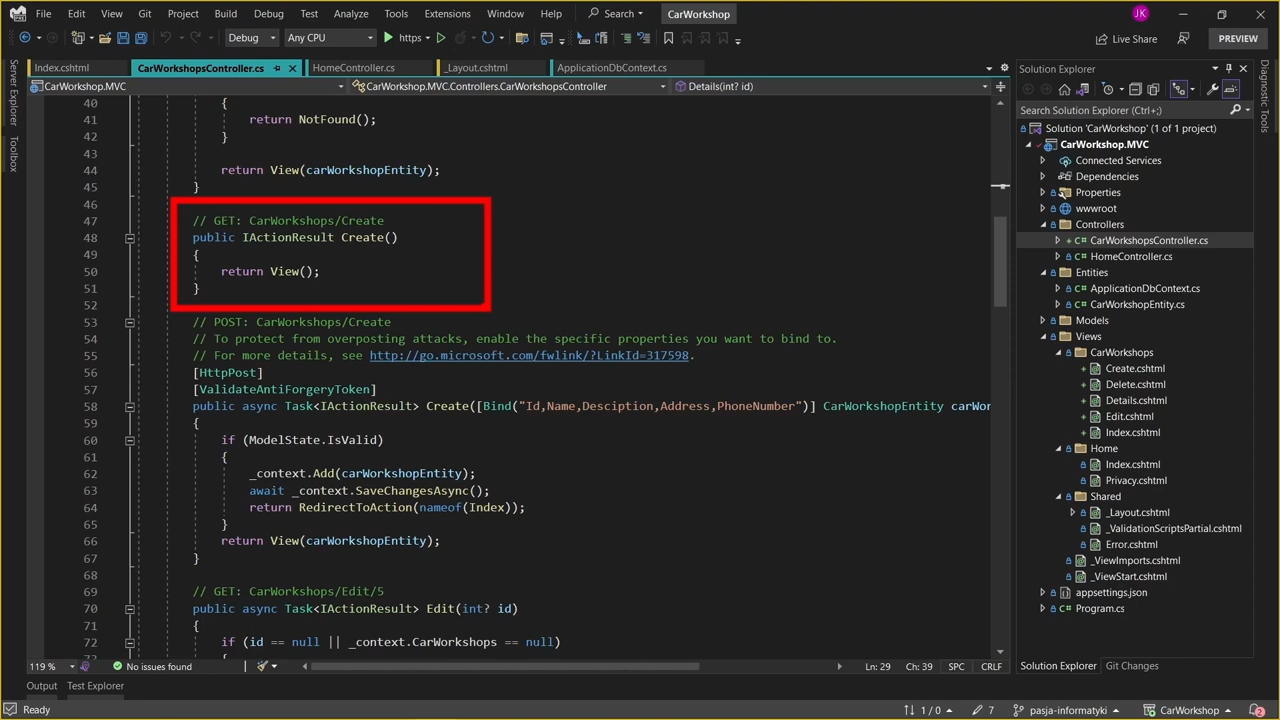 File Edit View Git Project Build Debug Test Analyze Tools Extensions Window Help Search CarWorkshop JK
Debug Any CPU https Live Share PREVIEW
Index.cshtml CarWorkshopsController.cs HomeController.cs _Layout.cshtml ApplicationDbContext.cs
CarWorkshop.MVC CarWorkshop.MVC.Controllers.CarWorkshopsController Details(int? id)
Server Explorer
Toolbox
40 {
41 return NotFound();
42 }
43
44 return View(carWorkshopEntity);
45 }
46
47 // GET: CarWorkshops/Create
48 public IActionResult Create()
49 {
50 return View();
51 }
52
53 // POST: CarWorkshops/Create
54 // To protect from overposting attacks, enable the specific properties you want to bind to.
55 // For more details, see http://go.microsoft.com/fwlink/?LinkId=317598.
56 [HttpPost]
57 [ValidateAntiForgeryToken]
58 public async Task<IActionResult> Create([Bind("Id,Name,Desciption,Address,PhoneNumber")] CarWorkshopEntity carWo
59 {
60 if (ModelState.IsValid)
61 {
62 _context.Add(carWorkshopEntity);
63 await _context.SaveChangesAsync();
64 return RedirectToAction(nameof(Index));
65 }
66 return View(carWorkshopEntity);
67 }
68
69 // GET: CarWorkshops/Edit/5
70 public async Task<IActionResult> Edit(int? id)
71 {
72 if (id == null || _context.CarWorkshops == null)
119 % No issues found Ln: 29 Ch: 39 SPC CRLF
Output Test Explorer
Solution Explorer
Search Solution Explorer (Ctrl+;)
Solution 'CarWorkshop' (1 of 1 project)
CarWorkshop.MVC
Connected Services
Dependencies
Properties
wwwroot
Controllers
C# CarWorkshopsController.cs
C# HomeController.cs
Entities
C# ApplicationDbContext.cs
C# CarWorkshopEntity.cs
Models
Views
CarWorkshops
Create.cshtml
Delete.cshtml
Details.cshtml
Edit.cshtml
Index.cshtml
Home
Index.cshtml
Privacy.cshtml
Shared
_Layout.cshtml
_ValidationScriptsPartial.cshtml
Error.cshtml
_ViewImports.cshtml
_ViewStart.cshtml
appsettings.json
C# Program.cs
Solution Explorer Git Changes
Diagnostic Tools
Ready 1 / 0 7 pasja-informatyki CarWorkshop 2